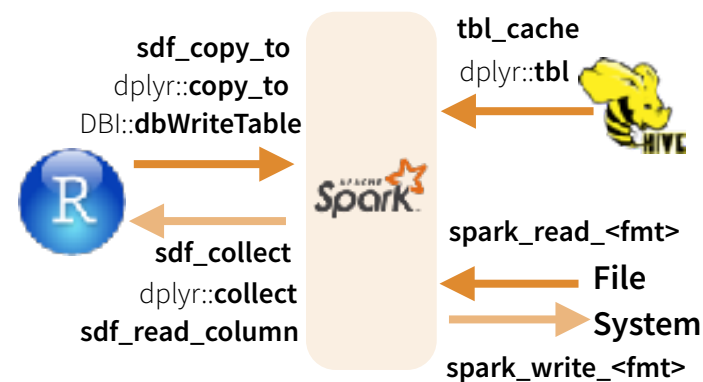 sdf_copy_to
dplyr::copy_to
DBI::dbWriteTable
R
sdf_collect
dplyr::collect
sdf_read_column
APACHE
Spark
tbl_cache
dplyr::tbl
HIVE
spark_read_<fmt>
File
System
spark_write_<fmt>